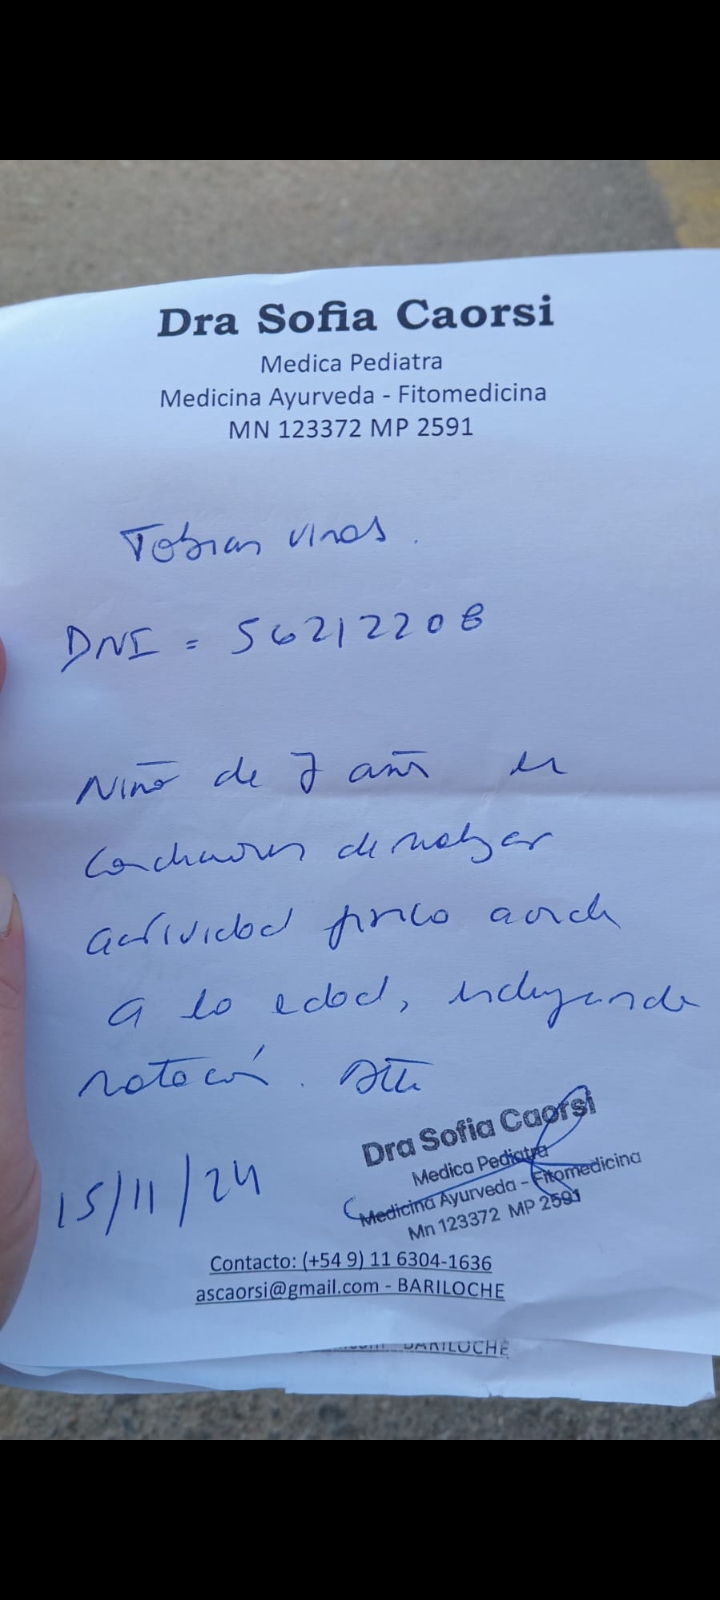 Dra Sofia Caorsi
Medica Pediatra
Medicina Ayurveda - Fitomedicina
MN 123372 MP 2591
Tobias
DNI = 56212208
Niño de 7 años en
condiciones de realizar
actividad física acorde
a la edad, incluyendo
natación. Atte
15/11/24
Dra Sofia Caorsi
Medica Pediatra
Medicina Ayurveda - Fitomedicina
Mn 123372 MP 2591
Contacto: (+54 9) 11 6304-1636
ascaorsi@gmail.com - BARILOCHE
BARILOCHE